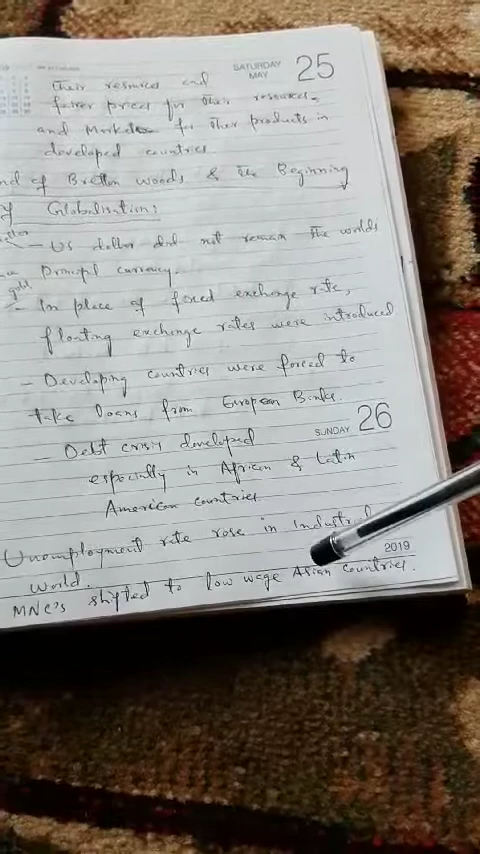 SATURDAY
MAY 25
their resources and
fairer prices for their resources,
and Markets for their products in
developed countries.
nd of Bretton woods & the Beginning
of Globalisation:
– US dollar did not remain the worlds
Principal currency.
gold
– In place of fixed exchange rate,
floating exchange rates were introduced
– Developing countries were forced to
take loans from European Banks.
SUNDAY 26
– Debt crisis developed
especially in African & Latin
American countries
Unemployment rate rose in Industrial
world.
2019
MNC's shifted to low wage Asian countries.